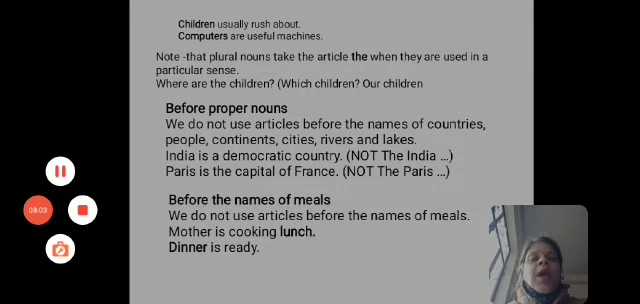 Children usually rush about.
Computers are useful machines.
Note -that plural nouns take the article the when they are used in a
particular sense.
Where are the children? (Which children? Our children
Before proper nouns
We do not use articles before the names of countries,
people, continents, cities, rivers and lakes.
India is a democratic country. (NOT The India ...)
Paris is the capital of France. (NOT The Paris ...)
Before the names of meals
We do not use articles before the names of meals.
Mother is cooking lunch.
Dinner is ready.
08:03